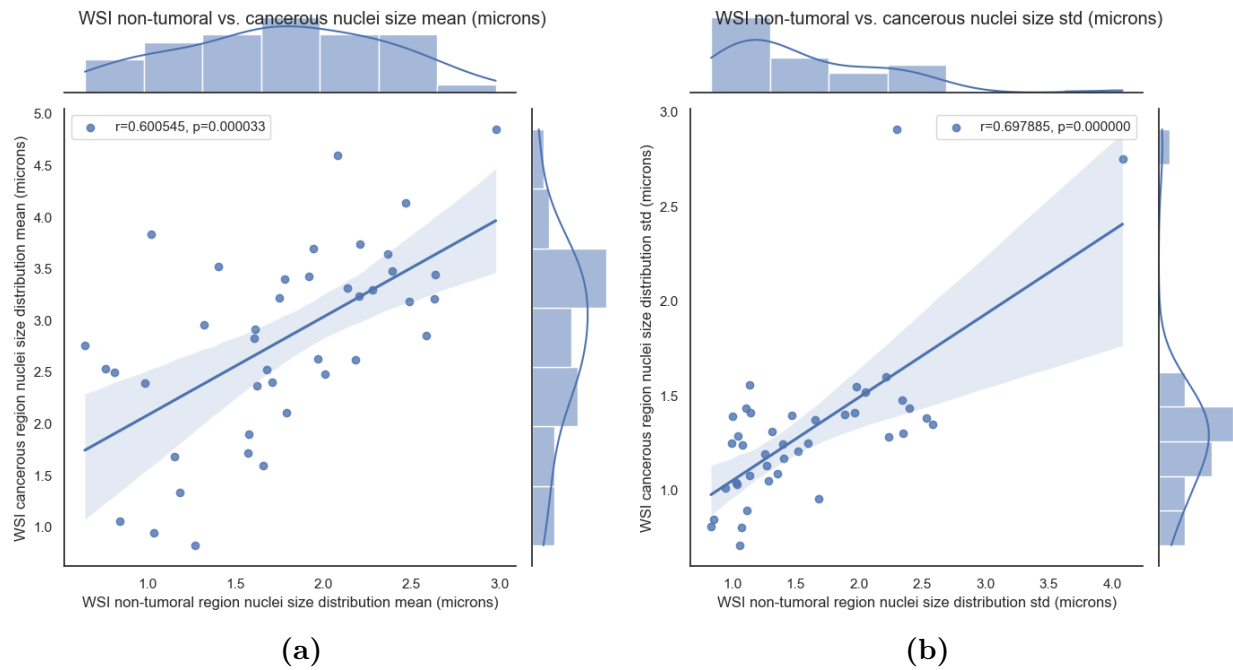 WSI non-tumoral vs. cancerous nuclei size mean (microns)
r=0.600545, p=0.000033
WSI cancerous region nuclei size distribution mean (microns)
5.0
4.5
4.0
3.5
3.0
2.5
2.0
1.5
1.0
1.0 1.5 2.0 2.5 3.0
WSI non-tumoral region nuclei size distribution mean (microns)
(a)
WSI non-tumoral vs. cancerous nuclei size std (microns)
r=0.697885, p=0.000000
WSI cancerous region nuclei size distribution std (microns)
3.0
2.5
2.0
1.5
1.0
1.0 1.5 2.0 2.5 3.0 3.5 4.0
WSI non-tumoral region nuclei size distribution std (microns)
(b)